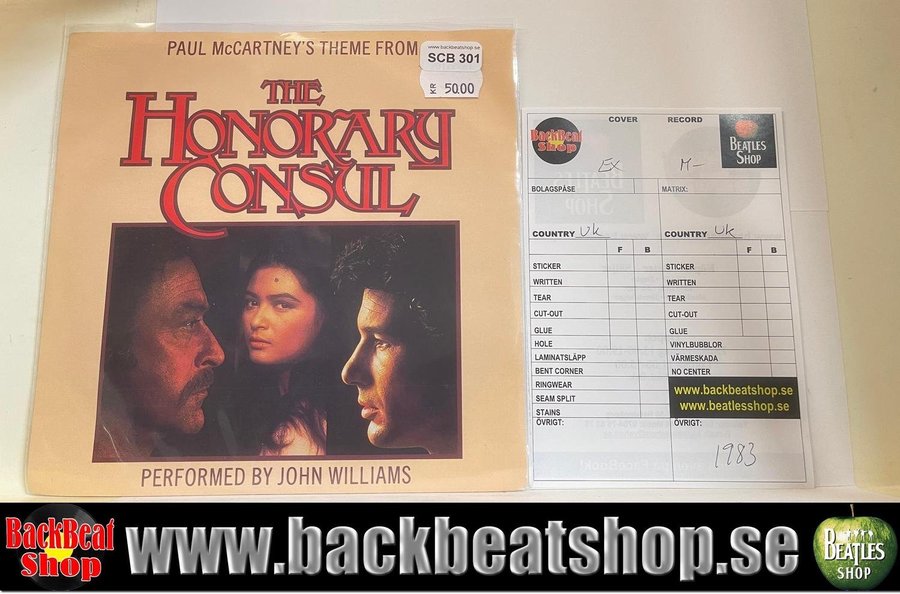 PAUL McCARTNEY'S THEME FROM
www.backbeatshop.se
SCB 301
KR 50.00
THE
HONORARY
CONSUL
PERFORMED BY JOHN WILLIAMS
BackBeat
Shop
COVER RECORD
BEATLES
SHOP
EX M-
BOLAGSPÅSE MATRIX:
COUNTRY UK COUNTRY UK
F B F B
STICKER STICKER
WRITTEN WRITTEN
TEAR TEAR
CUT-OUT CUT-OUT
GLUE GLUE
HOLE VINYLBUBBLOR
LAMINATSLÄPP VÄRMESKADA
BENT CORNER NO CENTER
RINGWEAR
SEAM SPLIT
STAINS
www.backbeatshop.se
www.beatlesshop.se
ÖVRIGT: ÖVRIGT:
1983
BackBeat
Shop
www.backbeatshop.se
BEATLES
SHOP